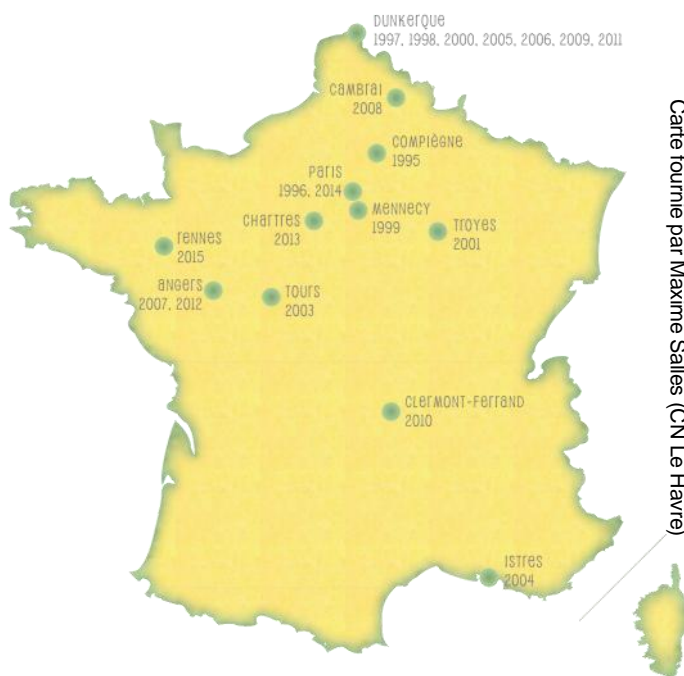 DUNKERQUE
1997, 1998, 2000, 2005, 2006, 2009, 2011
CAMBRAI
2008
COMPIÈGNE
1995
PARIS
1996, 2014
MENNECY
1999
CHARTRES
2013
TROYES
2001
RENNES
2015
ANGERS
2007, 2012
TOURS
2003
CLERMONT-FERRAND
2010
ISTRES
2004
Carte fournie par Maxime Salles (CN Le Havre)